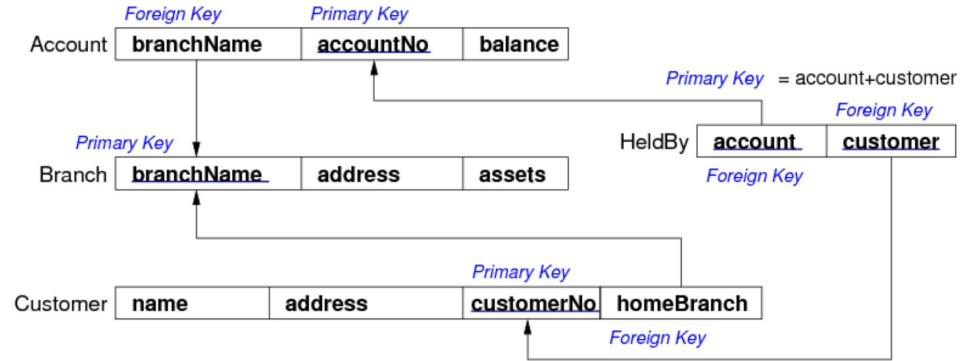 Foreign Key Primary Key
Account branchName accountNo balance
Primary Key = account+customer
Foreign Key
Primary Key
HeldBy account customer
Branch branchName address assets
Foreign Key
Primary Key
Customer name address customerNo homeBranch
Foreign Key